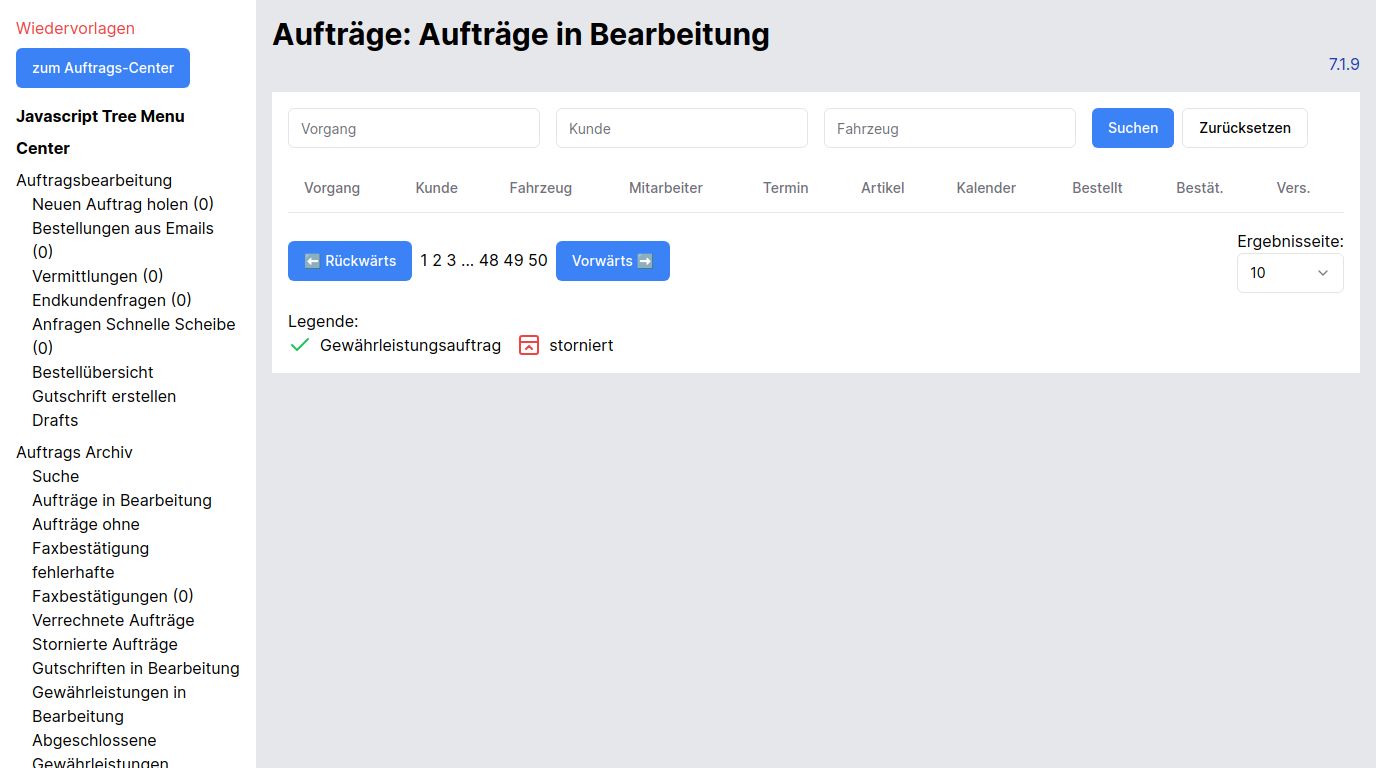 Wiedervorlagen
zum Auftrags-Center
Javascript Tree Menu
Center
Auftragsbearbeitung
Neuen Auftrag holen (0)
Bestellungen aus Emails
(0)
Vermittlungen (0)
Endkundenfragen (0)
Anfragen Schnelle Scheibe
(0)
Bestellübersicht
Gutschrift erstellen
Drafts
Auftrags Archiv
Suche
Aufträge in Bearbeitung
Aufträge ohne
Faxbestätigung
fehlerhafte
Faxbestätigungen (0)
Verrechnete Aufträge
Stornierte Aufträge
Gutschriften in Bearbeitung
Gewährleistungen in
Bearbeitung
Abgeschlossene
Gewährleistungen
Aufträge: Aufträge in Bearbeitung
7.1.9
Vorgang Kunde Fahrzeug Suchen Zurücksetzen
Vorgang Kunde Fahrzeug Mitarbeiter Termin Artikel Kalender Bestellt Bestät. Vers.
⬅️ Rückwärts 1 2 3 ... 48 49 50 Vorwärts ➡️
Ergebnisseite:
10
Legende:
Gewährleistungsauftrag storniert